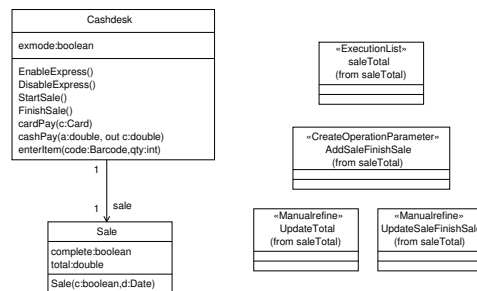 Cashdesk
exmode:boolean
EnableExpress()
DisableExpress()
StartSale()
FinishSale()
cardPay(c:Card)
cashPay(a:double, out c:double)
enterItem(code:Barcode,qty:int)
1
1
sale
Sale
complete:boolean
total:double
Sale(c:boolean,d:Date)
«ExecutionList»
saleTotal
(from saleTotal)
«CreateOperationParameter»
AddSaleFinishSale
(from saleTotal)
«Manualrefine»
UpdateTotal
(from saleTotal)
«Manualrefine»
UpdateSaleFinishSale
(from saleTotal)